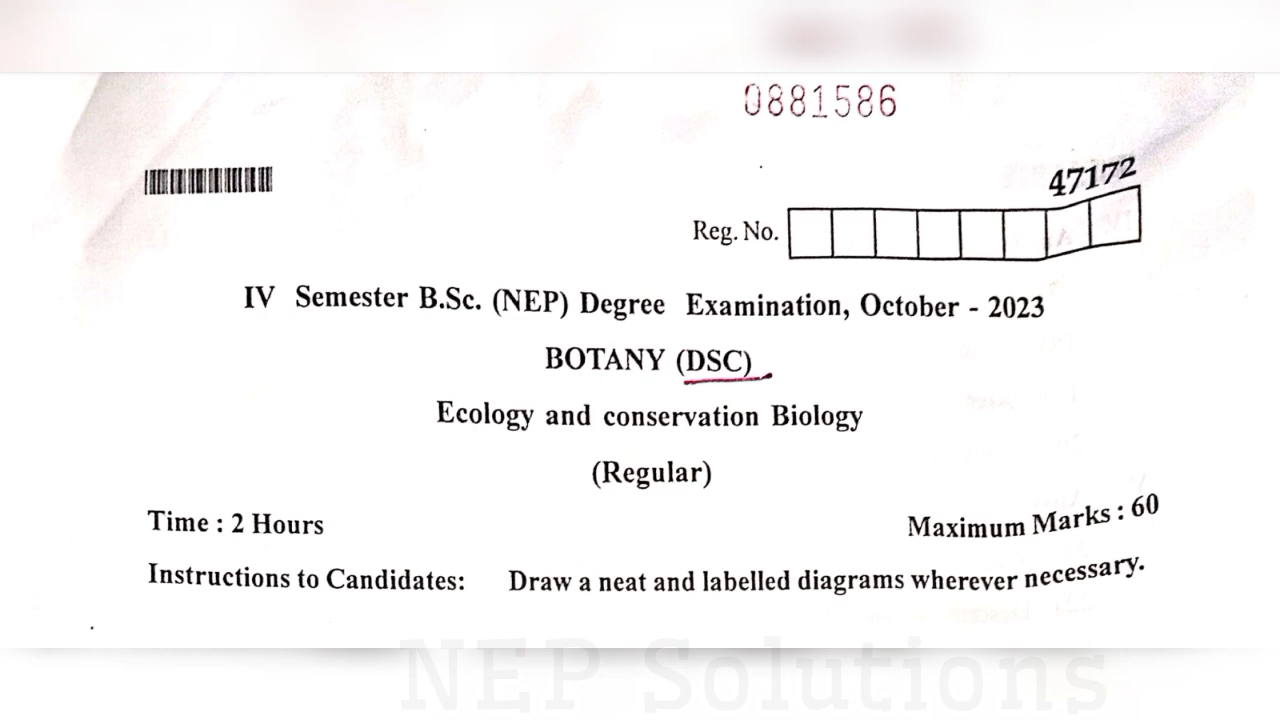 0881586
47172
Reg. No.
IV Semester B.Sc. (NEP) Degree Examination, October - 2023
BOTANY (DSC)
Ecology and conservation Biology
(Regular)
Time : 2 Hours
Maximum Marks : 60
Instructions to Candidates: Draw a neat and labelled diagrams wherever necessary.
NEP Solutions